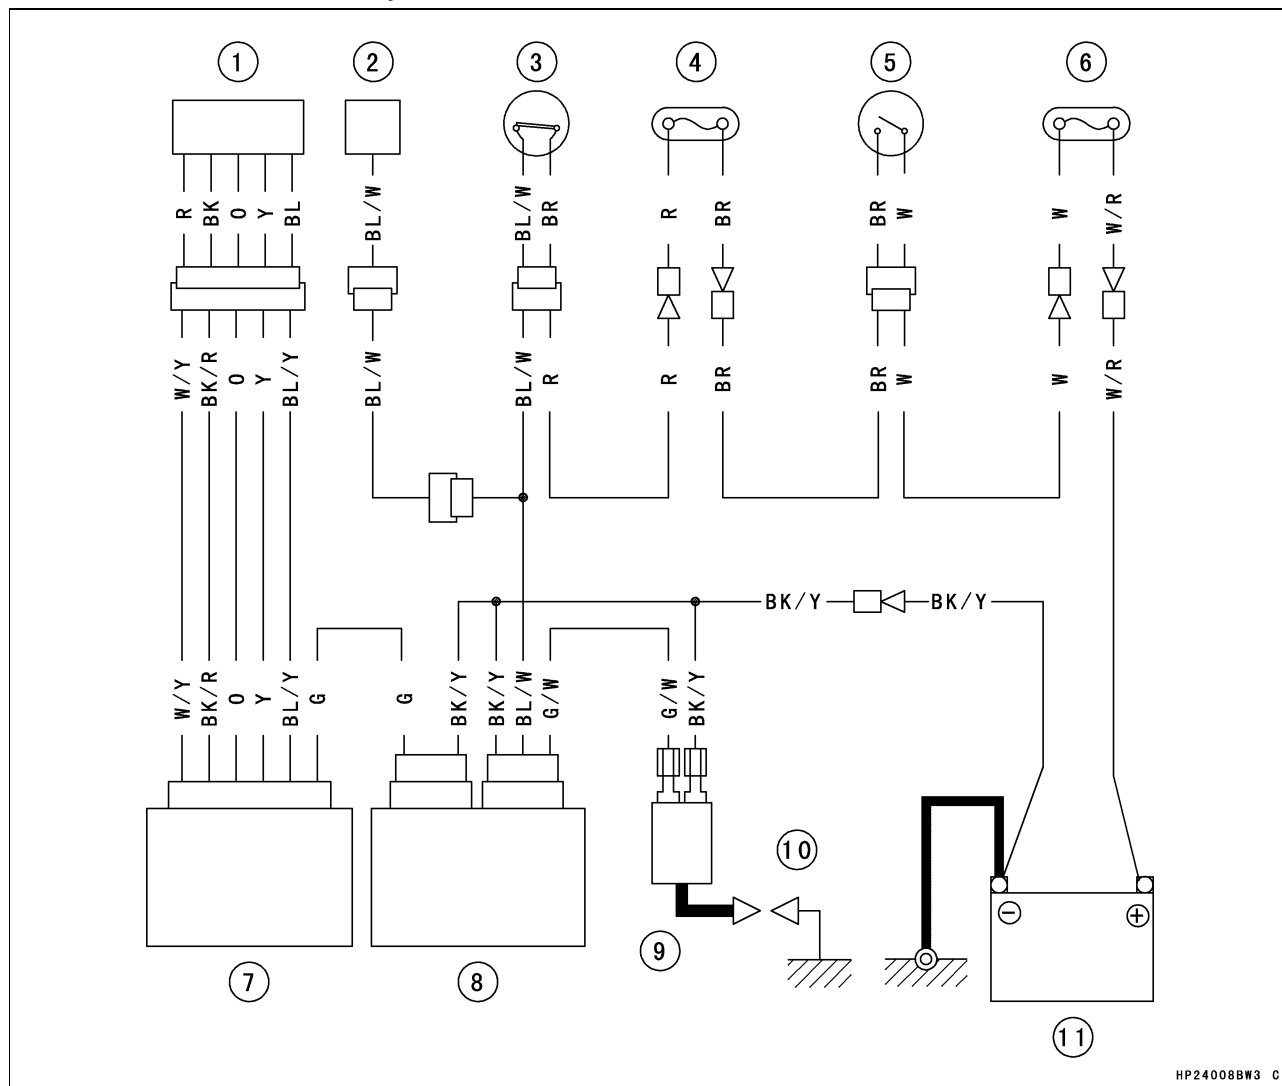 1 2 3 4 5 6
R BK O Y BL BL/W BL/W BR R BR BR W W W/R
W/Y BK/R O Y BL/Y BL/W BL/W R R BR BR W W W/R
BK/Y BK/Y
W/Y BK/R O Y BL/Y G G BK/Y BK/Y BL/W G/W G/W BK/Y
10
− +
9
7 8
11
HP24008BW3 C